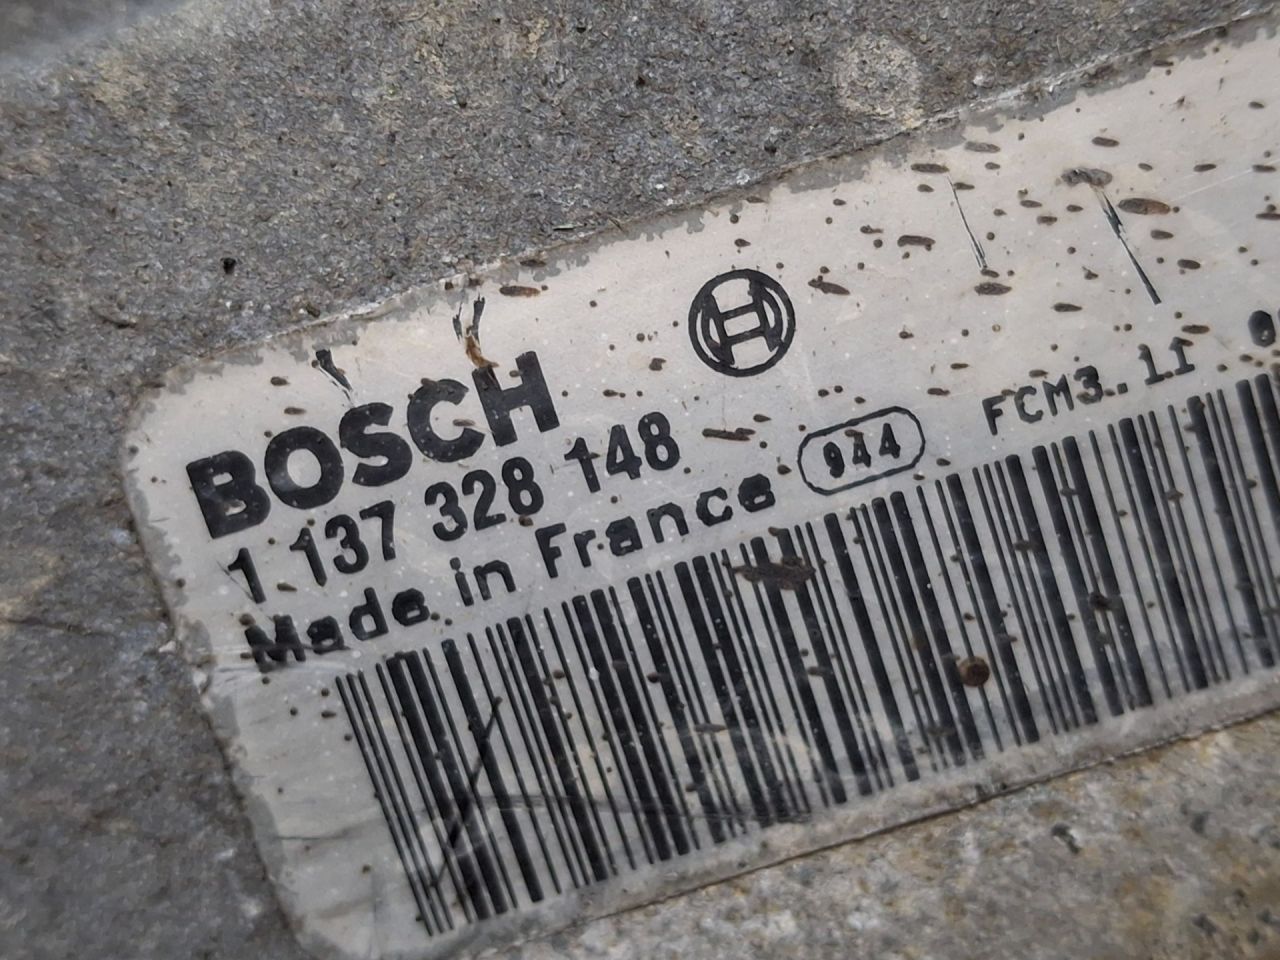 BOSCH
1 137 328 148
Made in France 944 FCM3..11